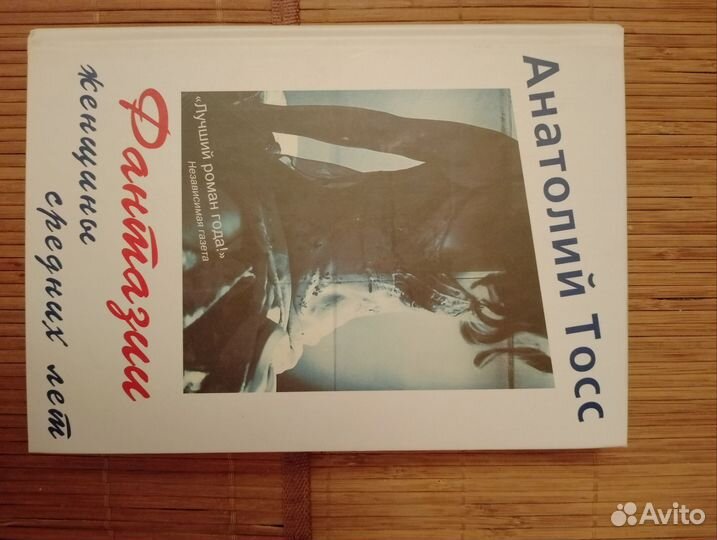 Анатолий Тосс
«Лучший роман года!»
Независимая газета
Фантазии
женщины
средних лет
Avito